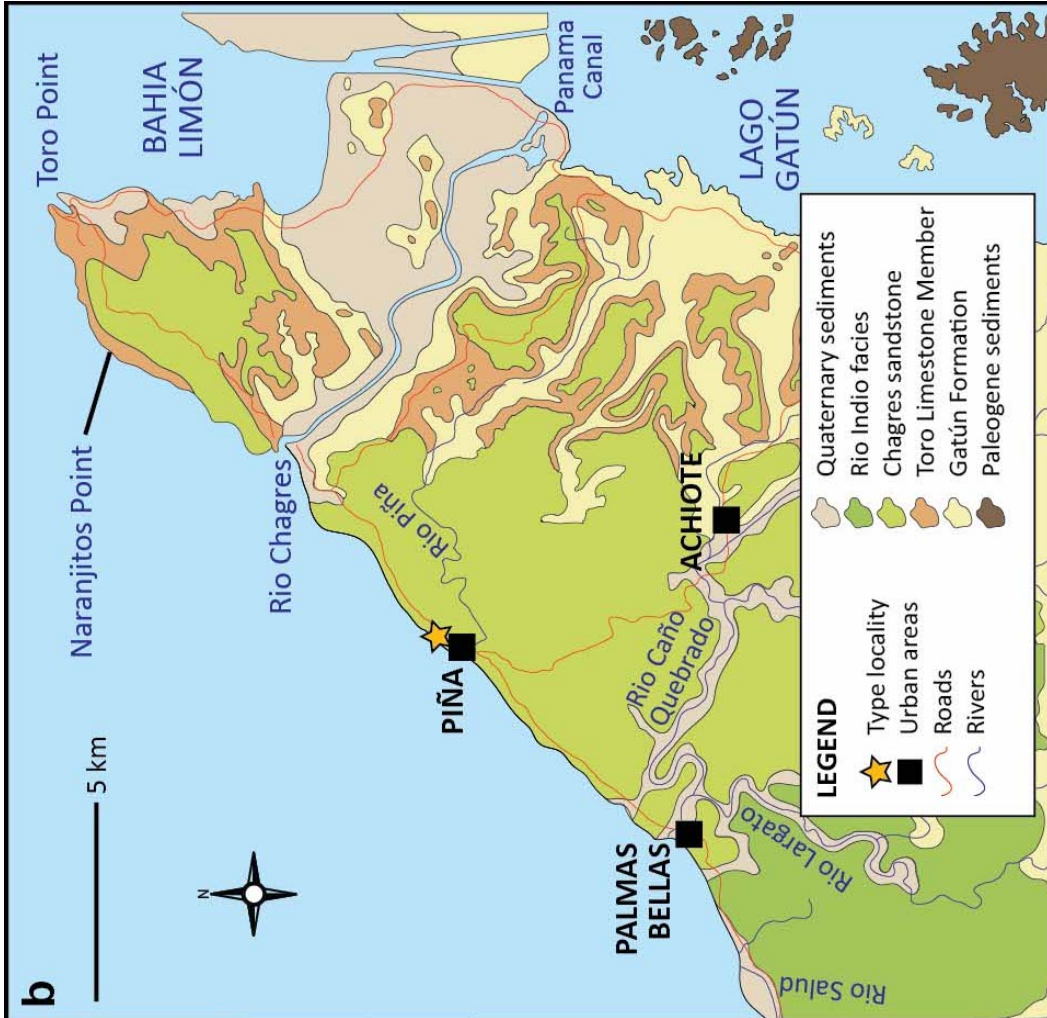 b
5 km
N
Naranjitos Point
Toro Point
BAHIA
LIMÓN
Rio Chagres
Panama
Canal
LAGO
GATÚN
Rio Piña
PIÑA
ACHIOTE
Rio Caño
Quebrado
PALMAS
BELLAS
Rio Largato
Rio Salud
LEGEND
Type locality
Urban areas
Roads
Rivers
Quaternary sediments
Rio Indio facies
Chagres sandstone
Toro Limestone Member
Gatún Formation
Paleogene sediments